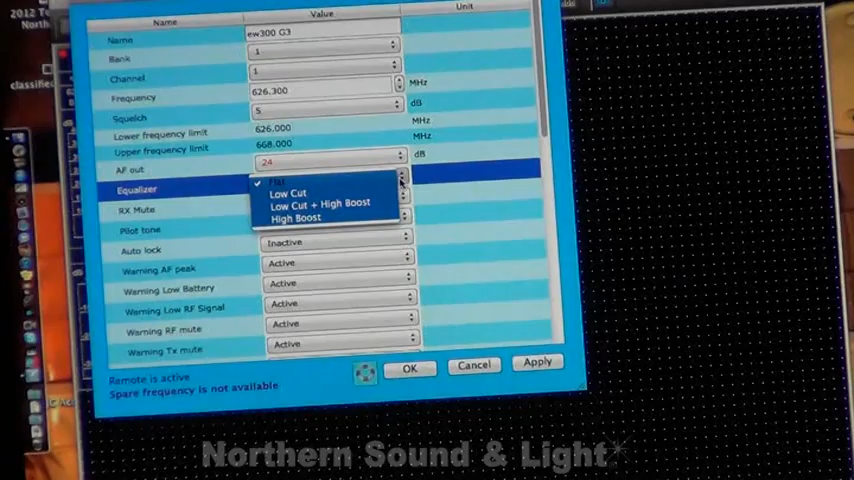 2012 T
North
classified
Name Value Unit
Name ew300 G3
Bank 1
Channel 1
Frequency 626.300 MHz
Squelch 5 dB
Lower frequency limit 626.000 MHz
Upper frequency limit 668.000 MHz
AF out 24 dB
Equalizer ✓ Flat
Low Cut
RX Mute Low Cut + High Boost
High Boost
Pilot tone
Auto lock Inactive
Warning AF peak Active
Warning Low Battery Active
Warning Low RF Signal Active
Warning RF mute Active
Warning Tx mute Active
Remote is active
Spare frequency is not available
OK Cancel Apply
Northern Sound & Light